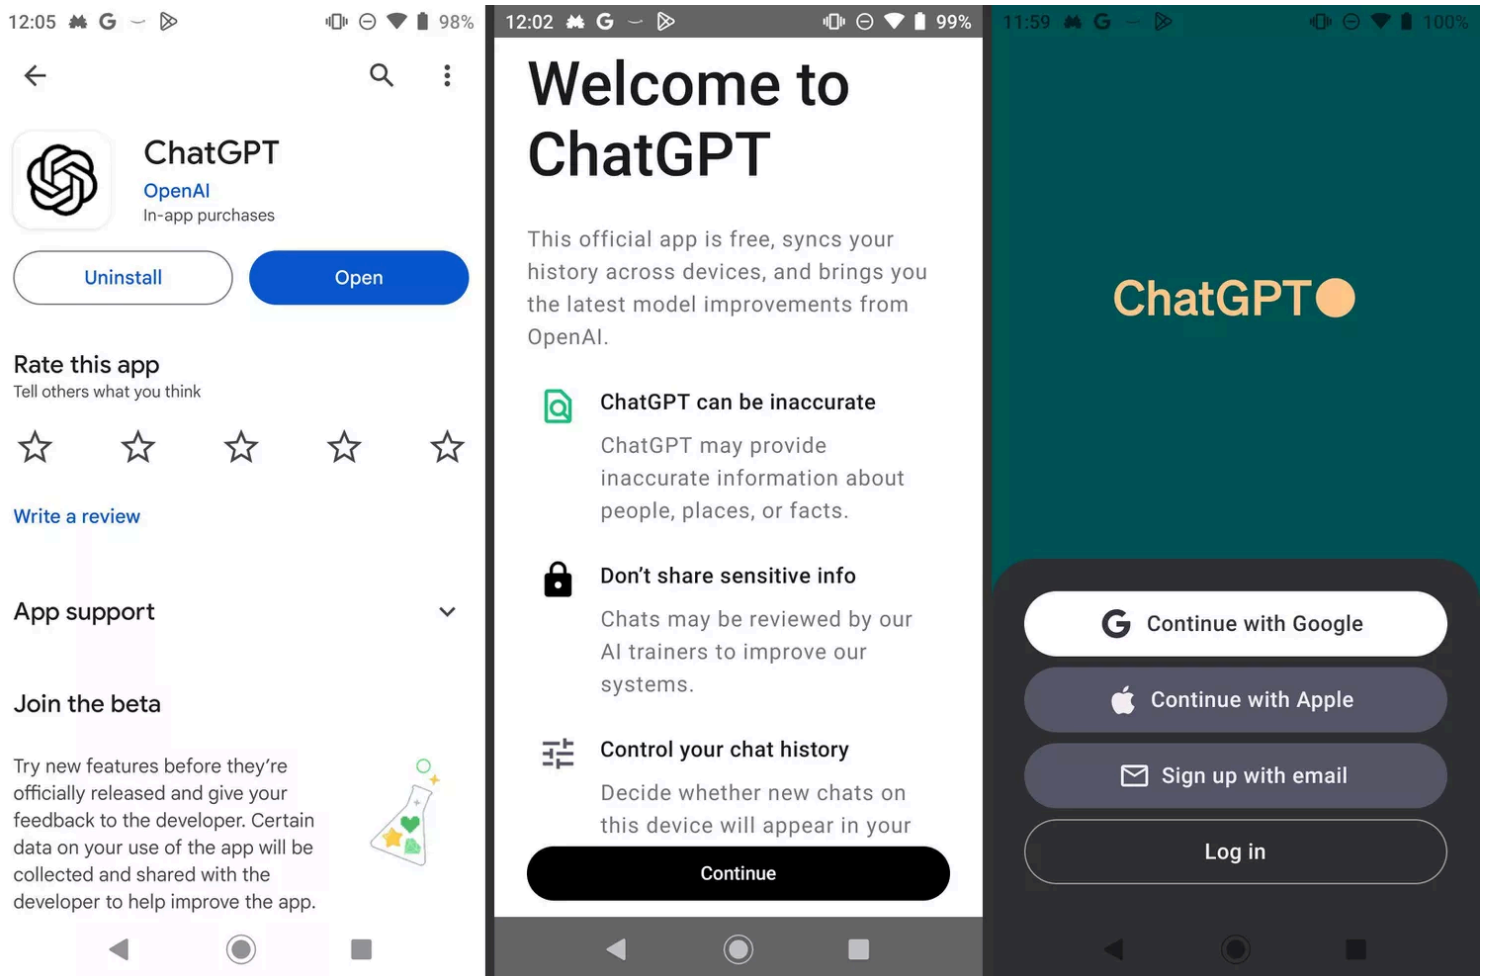 12:05 G 98%
ChatGPT
OpenAI
In-app purchases
Uninstall
Open
Rate this app
Tell others what you think
Write a review
App support
Join the beta
Try new features before they're
officially released and give your
feedback to the developer. Certain
data on your use of the app will be
collected and shared with the
developer to help improve the app.
12:02 G 99%
Welcome to
ChatGPT
This official app is free, syncs your
history across devices, and brings you
the latest model improvements from
OpenAI.
ChatGPT can be inaccurate
ChatGPT may provide
inaccurate information about
people, places, or facts.
Don't share sensitive info
Chats may be reviewed by our
AI trainers to improve our
systems.
Control your chat history
Decide whether new chats on
this device will appear in your
Continue
11:59 G 100%
ChatGPT
G Continue with Google
Continue with Apple
Sign up with email
Log in